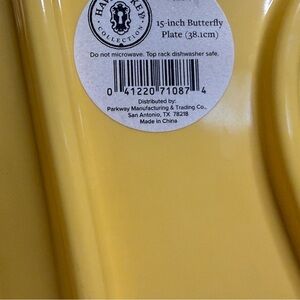 COLLECTION
15-inch Butterfly
Plate (38.1cm)
Do not microwave. Top rack dishwasher safe.
0 41220 71087 4
Distributed by:
Parkway Manufacturing & Trading Co.,
San Antonio, TX 78218
Made in China